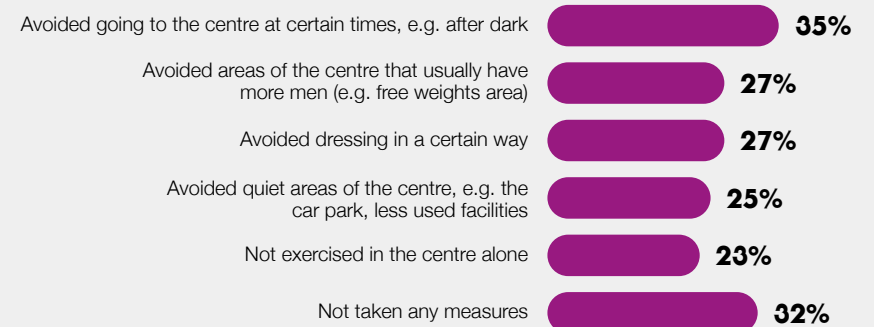 Avoided going to the centre at certain times, e.g. after dark 35%
Avoided areas of the centre that usually have
more men (e.g. free weights area) 27%
Avoided dressing in a certain way 27%
Avoided quiet areas of the centre, e.g. the
car park, less used facilities 25%
Not exercised in the centre alone 23%
Not taken any measures 32%